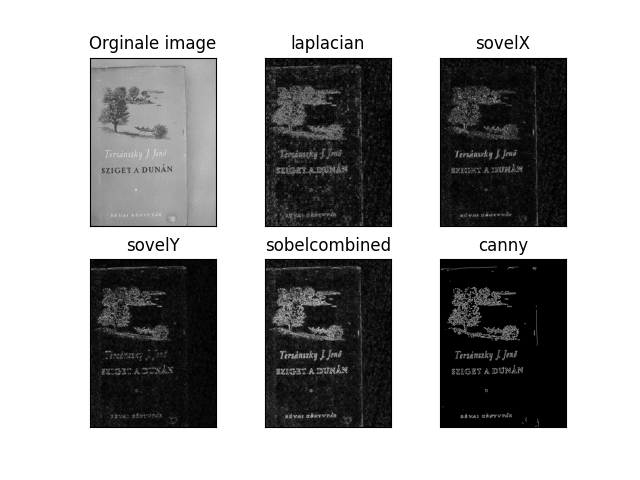 Orginale image
laplacian
sovelX
Tersánszky J. Jenő
SZIGET A DUNÁN
RÉVAI KÖNYVTÁR
Tersánszky J. Jenő
SZIGET A DUNÁN
RÉVAI KÖNYVTÁR
Tersánszky J. Jenő
SZIGET A DUNÁN
RÉVAI KÖNYVTÁR
sovelY
sobelcombined
canny
Tersánszky J. Jenő
SZIGET A DUNÁN
RÉVAI KÖNYVTÁR
Tersánszky J. Jenő
SZIGET A DUNÁN
RÉVAI KÖNYVTÁR
Tersánszky J. Jenő
SZIGET A DUNÁN
RÉVAI KÖNYVTÁR